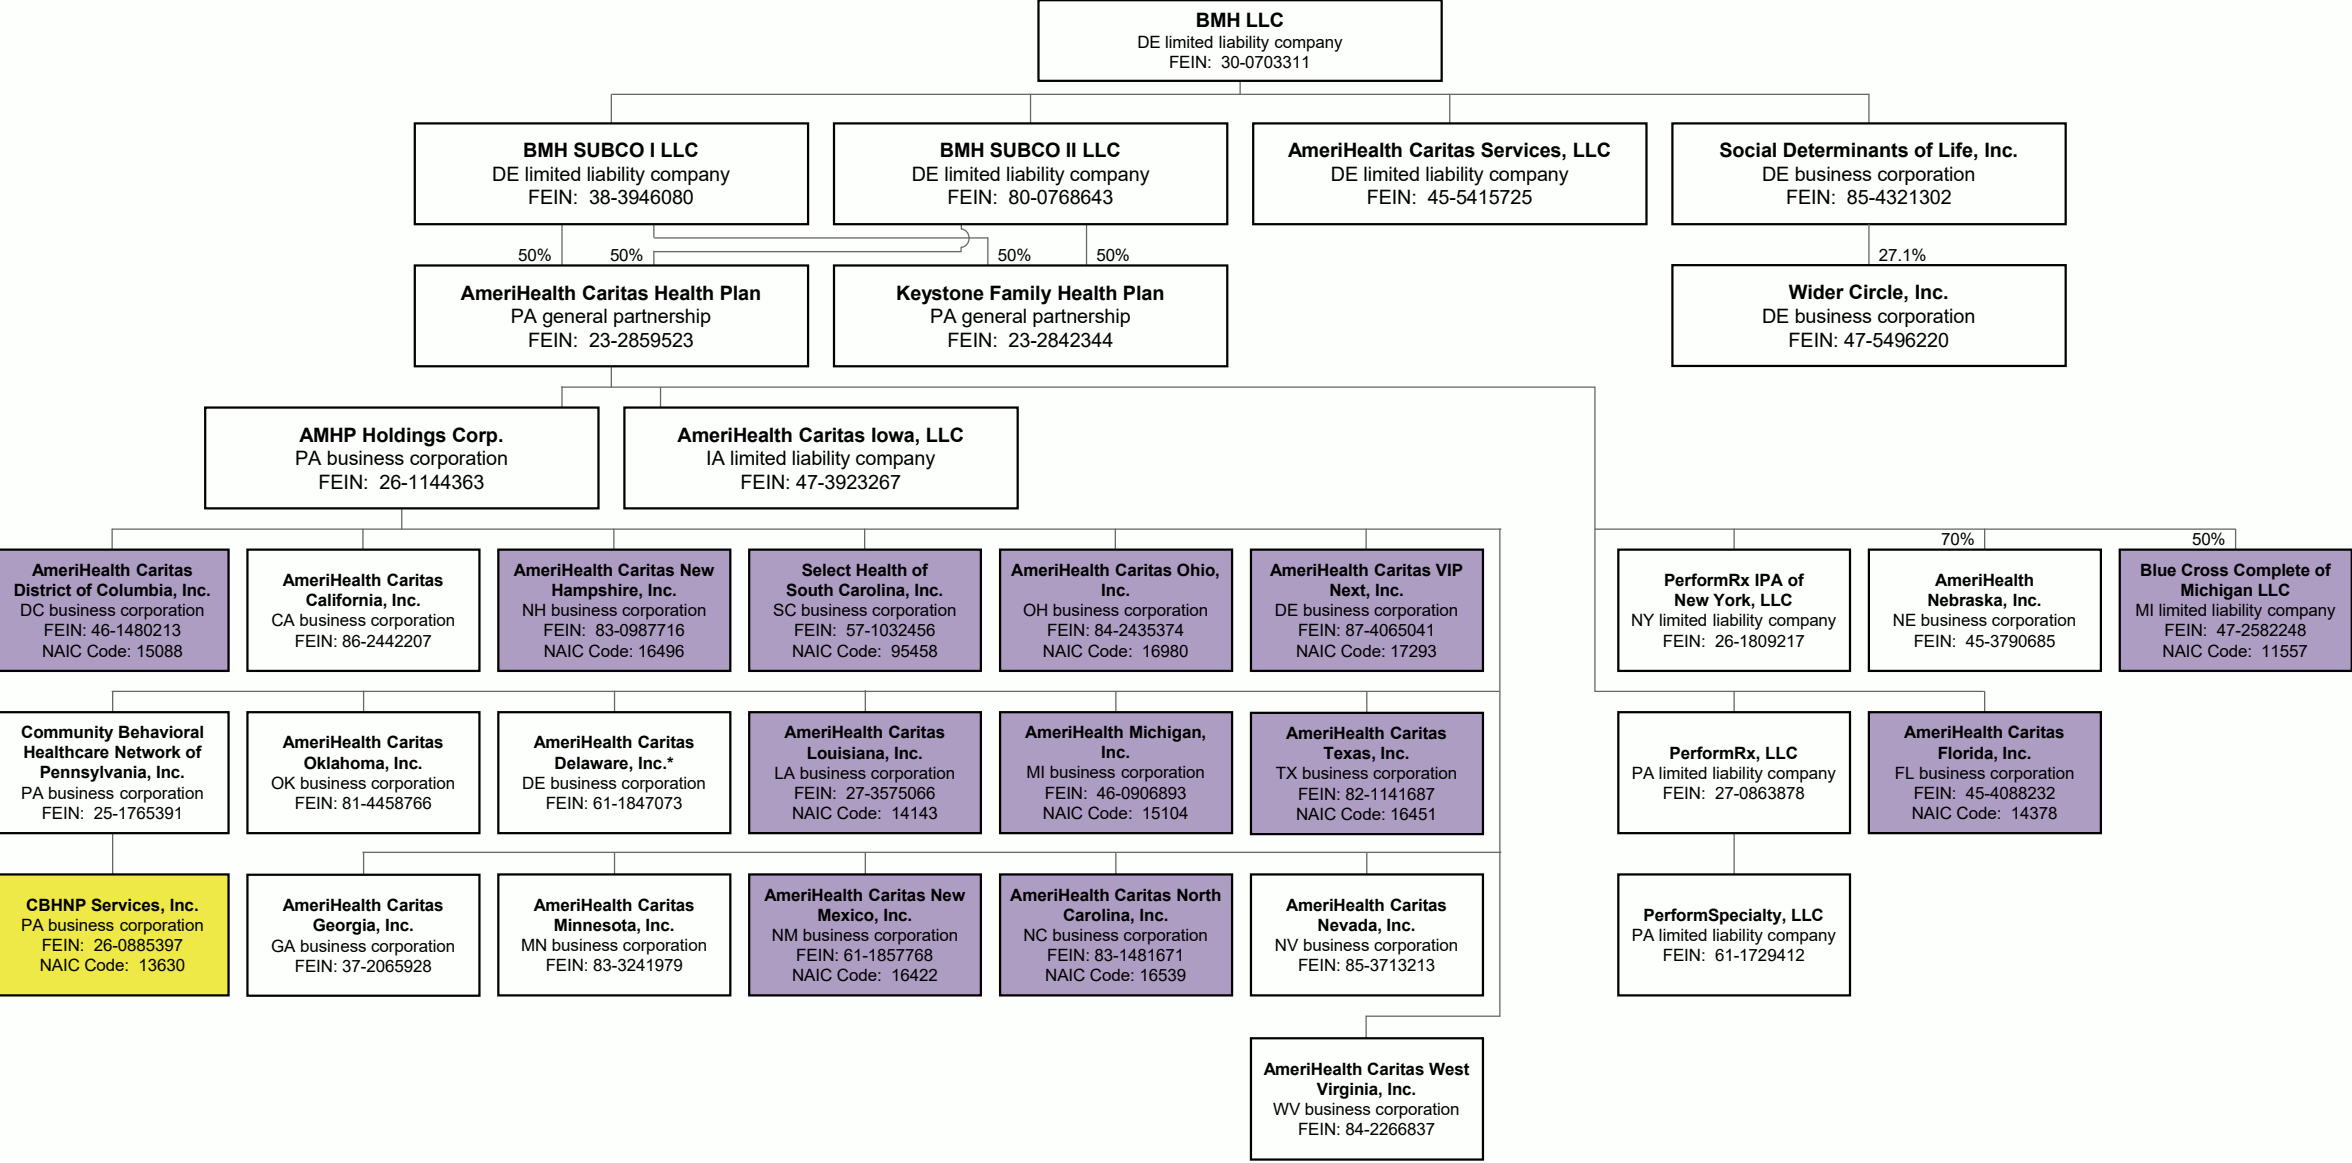 BMH LLC
DE limited liability company
FEIN: 30-0703311
BMH SUBCO I LLC
DE limited liability company
FEIN: 38-3946080
BMH SUBCO II LLC
DE limited liability company
FEIN: 80-0768643
AmeriHealth Caritas Services, LLC
DE limited liability company
FEIN: 45-5415725
Social Determinants of Life, Inc.
DE business corporation
FEIN: 85-4321302
50%
50%
50%
50%
27.1%
AmeriHealth Caritas Health Plan
PA general partnership
FEIN: 23-2859523
Keystone Family Health Plan
PA general partnership
FEIN: 23-2842344
Wider Circle, Inc.
DE business corporation
FEIN: 47-5496220
AMHP Holdings Corp.
PA business corporation
FEIN: 26-1144363
AmeriHealth Caritas Iowa, LLC
IA limited liability company
FEIN: 47-3923267
70%
50%
AmeriHealth Caritas
District of Columbia, Inc.
DC business corporation
FEIN: 46-1480213
NAIC Code: 15088
AmeriHealth Caritas
California, Inc.
CA business corporation
FEIN: 86-2442207
AmeriHealth Caritas New
Hampshire, Inc.
NH business corporation
FEIN: 83-0987716
NAIC Code: 16496
Select Health of
South Carolina, Inc.
SC business corporation
FEIN: 57-1032456
NAIC Code: 95458
AmeriHealth Caritas Ohio,
Inc.
OH business corporation
FEIN: 84-2435374
NAIC Code: 16980
AmeriHealth Caritas VIP
Next, Inc.
DE business corporation
FEIN: 87-4065041
NAIC Code: 17293
PerformRx IPA of
New York, LLC
NY limited liability company
FEIN: 26-1809217
AmeriHealth
Nebraska, Inc.
NE business corporation
FEIN: 45-3790685
Blue Cross Complete of
Michigan LLC
MI limited liability company
FEIN: 47-2582248
NAIC Code: 11557
Community Behavioral
Healthcare Network of
Pennsylvania, Inc.
PA business corporation
FEIN: 25-1765391
AmeriHealth Caritas
Oklahoma, Inc.
OK business corporation
FEIN: 81-4458766
AmeriHealth Caritas
Delaware, Inc.*
DE business corporation
FEIN: 61-1847073
AmeriHealth Caritas
Louisiana, Inc.
LA business corporation
FEIN: 27-3575066
NAIC Code: 14143
AmeriHealth Michigan,
Inc.
MI business corporation
FEIN: 46-0906893
NAIC Code: 15104
AmeriHealth Caritas
Texas, Inc.
TX business corporation
FEIN: 82-1141687
NAIC Code: 16451
PerformRx, LLC
PA limited liability company
FEIN: 27-0863878
AmeriHealth Caritas
Florida, Inc.
FL business corporation
FEIN: 45-4088232
NAIC Code: 14378
CBHNP Services, Inc.
PA business corporation
FEIN: 26-0885397
NAIC Code: 13630
AmeriHealth Caritas
Georgia, Inc.
GA business corporation
FEIN: 37-2065928
AmeriHealth Caritas
Minnesota, Inc.
MN business corporation
FEIN: 83-3241979
AmeriHealth Caritas New
Mexico, Inc.
NM business corporation
FEIN: 61-1857768
NAIC Code: 16422
AmeriHealth Caritas North
Carolina, Inc.
NC business corporation
FEIN: 83-1481671
NAIC Code: 16539
AmeriHealth Caritas
Nevada, Inc.
NV business corporation
FEIN: 85-3713213
PerformSpecialty, LLC
PA limited liability company
FEIN: 61-1729412
AmeriHealth Caritas West
Virginia, Inc.
WV business corporation
FEIN: 84-2266837